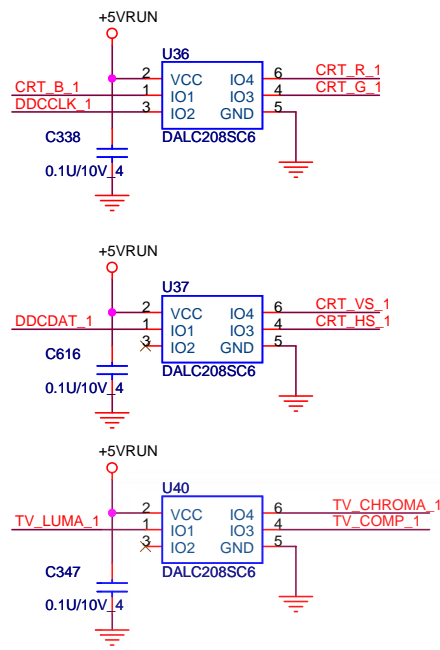 +5VRUN
U36
2 VCC IO4 6 CRT_R_1
CRT_B_1 1 IO1 IO3 4 CRT_G_1
DDCCLK_1 3 IO2 GND 5
C338 DALC208SC6
0.1U/10V_4
+5VRUN
U37
2 VCC IO4 6 CRT_VS_1
DDCDAT_1 1 IO1 IO3 4 CRT_HS_1
3 IO2 GND 5
C616 DALC208SC6
0.1U/10V_4
+5VRUN
U40
2 VCC IO4 6 TV_CHROMA_1
TV_LUMA_1 1 IO1 IO3 4 TV_COMP_1
3 IO2 GND 5
C347 DALC208SC6
0.1U/10V_4